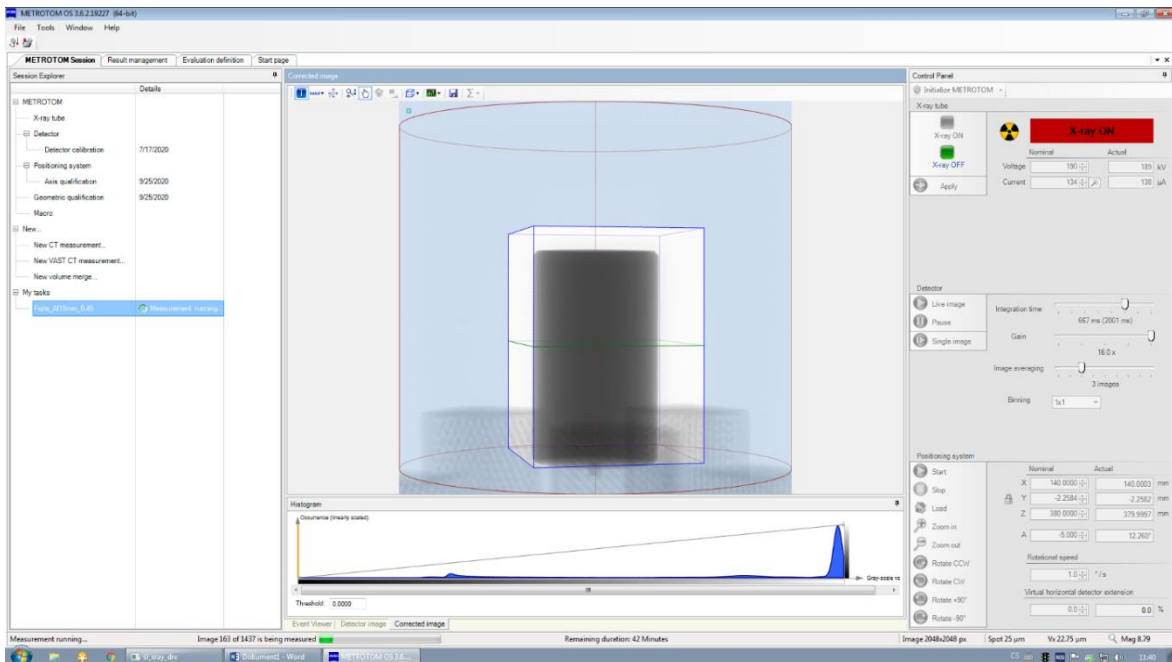 METROTOM OS 3.6.2.19227 (64-bit)
File Tools Window Help
METROTOM Session Result management Evaluation definition Start page
Session Explorer
Details
METROTOM
X-ray tube
Detector
Detector calibration 7/17/2020
Positioning system
Axis qualification 9/25/2020
Geometric qualification 9/25/2020
Macro
New...
New CT measurement...
New VAST CT measurement...
New volume merge...
My tasks
Measurement running...
Corrected image
Histogram
Occurrence (linearly scaled)
Gray-scale va
Threshold: 0.0000
Event Viewer Detector image Corrected image
Control Panel
Initialize METROTOM
X-ray tube
X-ray ON
X-ray OFF
Apply
X-ray ON
Nominal Actual
Voltage 190 189 kV
Current 134 138 µA
Detector
Live image
Pause
Single image
Integration time
667 ms (2001 ms)
Gain
16.0 x
Image averaging
3 images
Binning 1x1
Positioning system
Start
Stop
Load
Zoom in
Zoom out
Rotate CCW
Rotate CW
Rotate +90°
Rotate -90°
Nominal Actual
X 140.0000 140.0003 mm
Y -2.2584 -2.2582 mm
Z 380.0000 379.9997 mm
A -5.000 12.260°
Rotational speed
1.0 °/s
Virtual horizontal detector extension
0.0 0.0 %
Measurement running... Image 163 of 1437 is being measured Remaining duration: 42 Minutes Image 2048x2048 px Spot 25 µm Vx 22.75 µm Mag 8.79
Dokument1 - Word METROTOM OS 3.6... CS 11:40